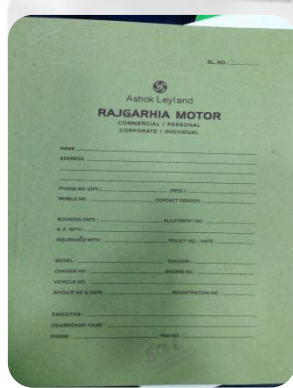 SL. NO.
Ashok Leyland
RAJGARHIA MOTOR
COMMERCIAL / PERSONAL
CORPORATE / INDIVIDUAL
NAME
ADDRESS
PHONE NO (OFF.) (RESI.)
MOBILE NO. CONTACT PERSON
BOOKING DATE ALLOTMENT NO.
H. P. WITH
INSURANCE WITH POLICY NO. / DATE
MODEL COLOUR
CHASSIS NO ENGINE NO.
VEHICLE NO.
INVOICE NO & DATE REGISTRATION NO.
EXECUTIVE
DSA/BROKER NAME
PHONE